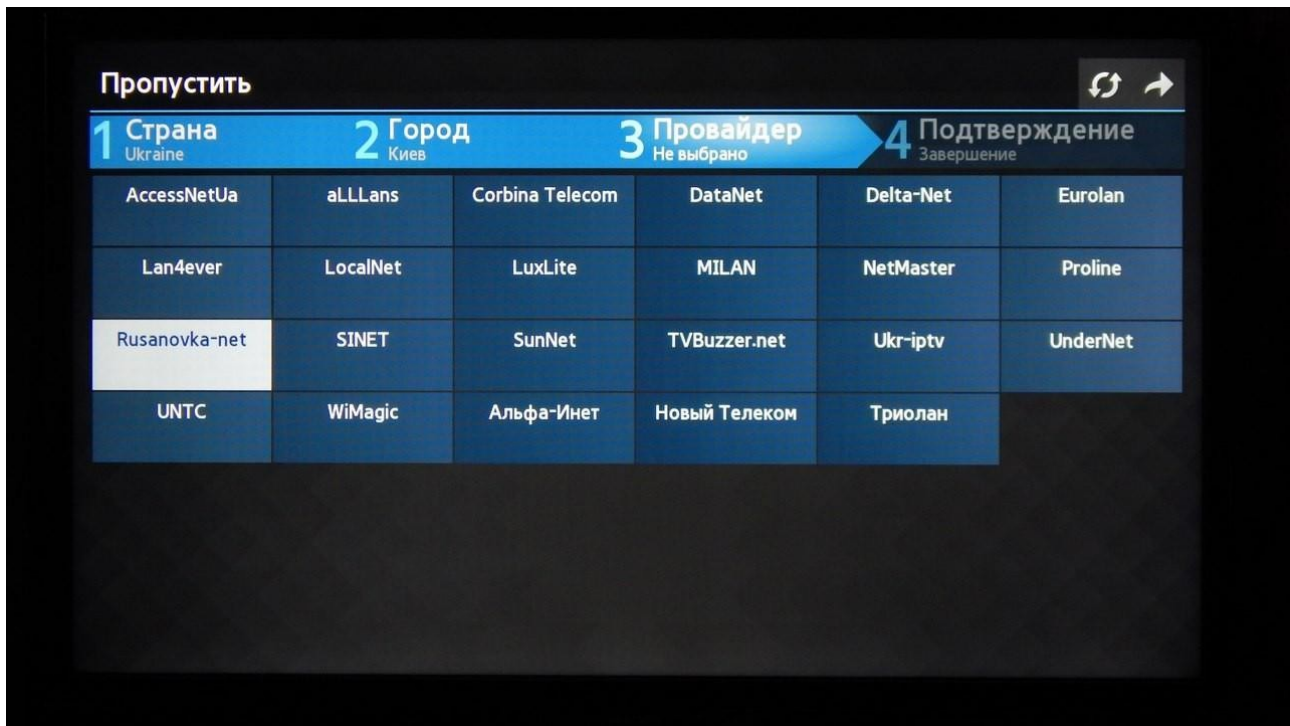 Пропустить
1 Страна 2 Город 3 Провайдер 4 Подтверждение
Ukraine Киев Не выбрано Завершение
AccessNetUa aLLLans Corbina Telecom DataNet Delta-Net Eurolan
Lan4ever LocalNet LuxLite MILAN NetMaster Proline
Rusanovka-net SINET SunNet TVBuzzer.net Ukr-iptv UnderNet
UNTC WiMagic Альфа-Инет Новый Телеком Триолан